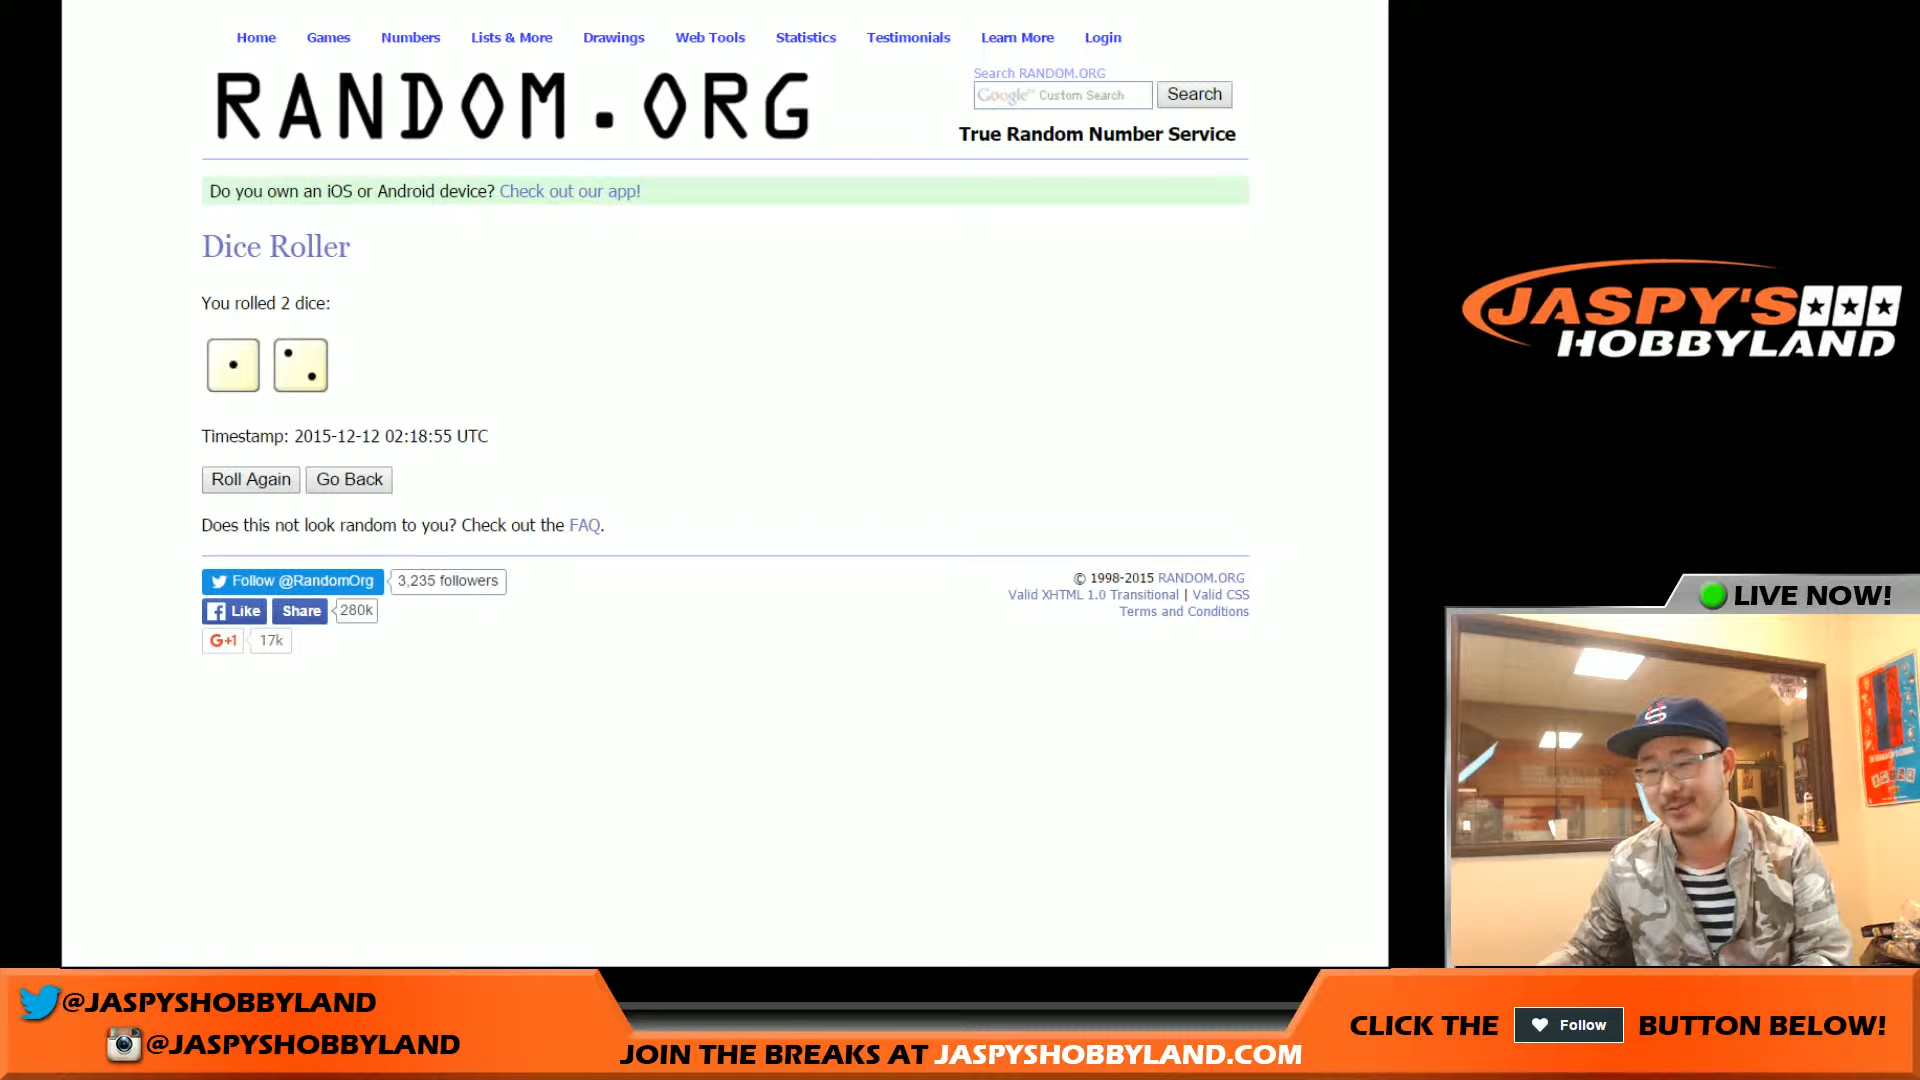 Home Games Numbers Lists & More Drawings Web Tools Statistics Testimonials Learn More Login
RANDOM.ORG
Search RANDOM.ORG
Google™ Custom Search Search
True Random Number Service
Do you own an iOS or Android device? Check out our app!
Dice Roller
You rolled 2 dice:
Timestamp: 2015-12-12 02:18:55 UTC
Roll Again Go Back
Does this not look random to you? Check out the FAQ.
Follow @RandomOrg 3,235 followers
Like Share 280k
G+1 17k
© 1998-2015 RANDOM.ORG
Valid XHTML 1.0 Transitional | Valid CSS
Terms and Conditions
JASPY'S
HOBBYLAND
LIVE NOW!
S
@JASPYSHOBBYLAND
@JASPYSHOBBYLAND
JOIN THE BREAKS AT JASPYSHOBBYLAND.COM
CLICK THE Follow BUTTON BELOW!